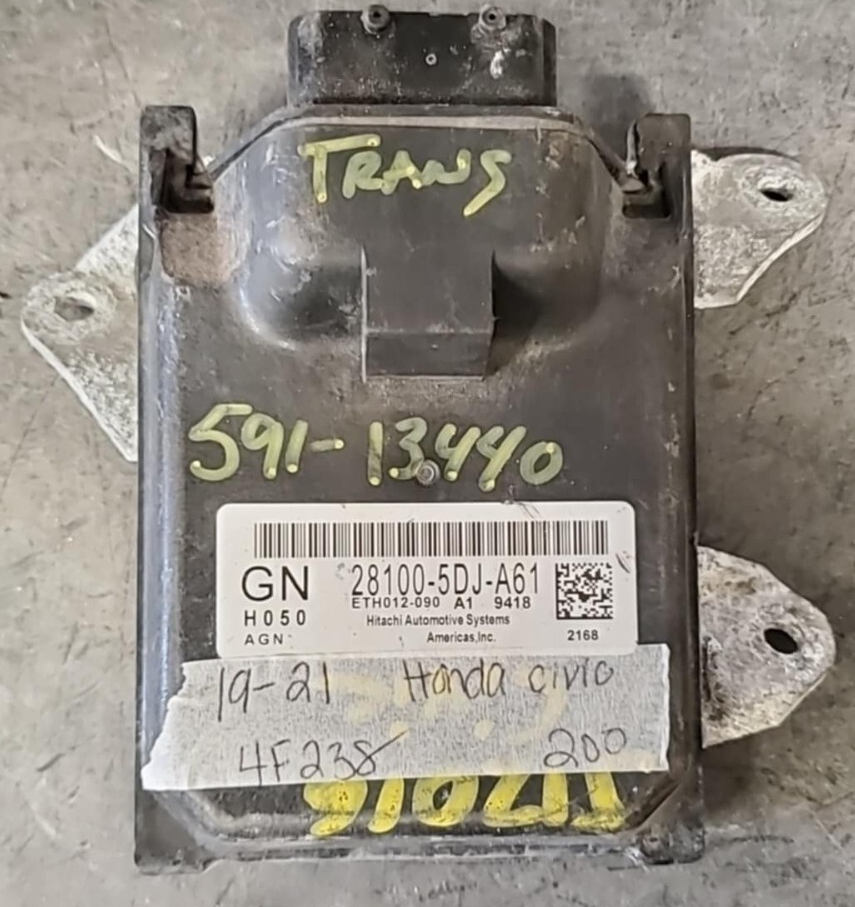 TRANS
591-13440
GN 28100-5DJ-A61
ETH012-090 A1 9418
H050 Hitachi Automotive Systems
AGN Americas,Inc. 2168
19-21 Honda civic
4F238 200